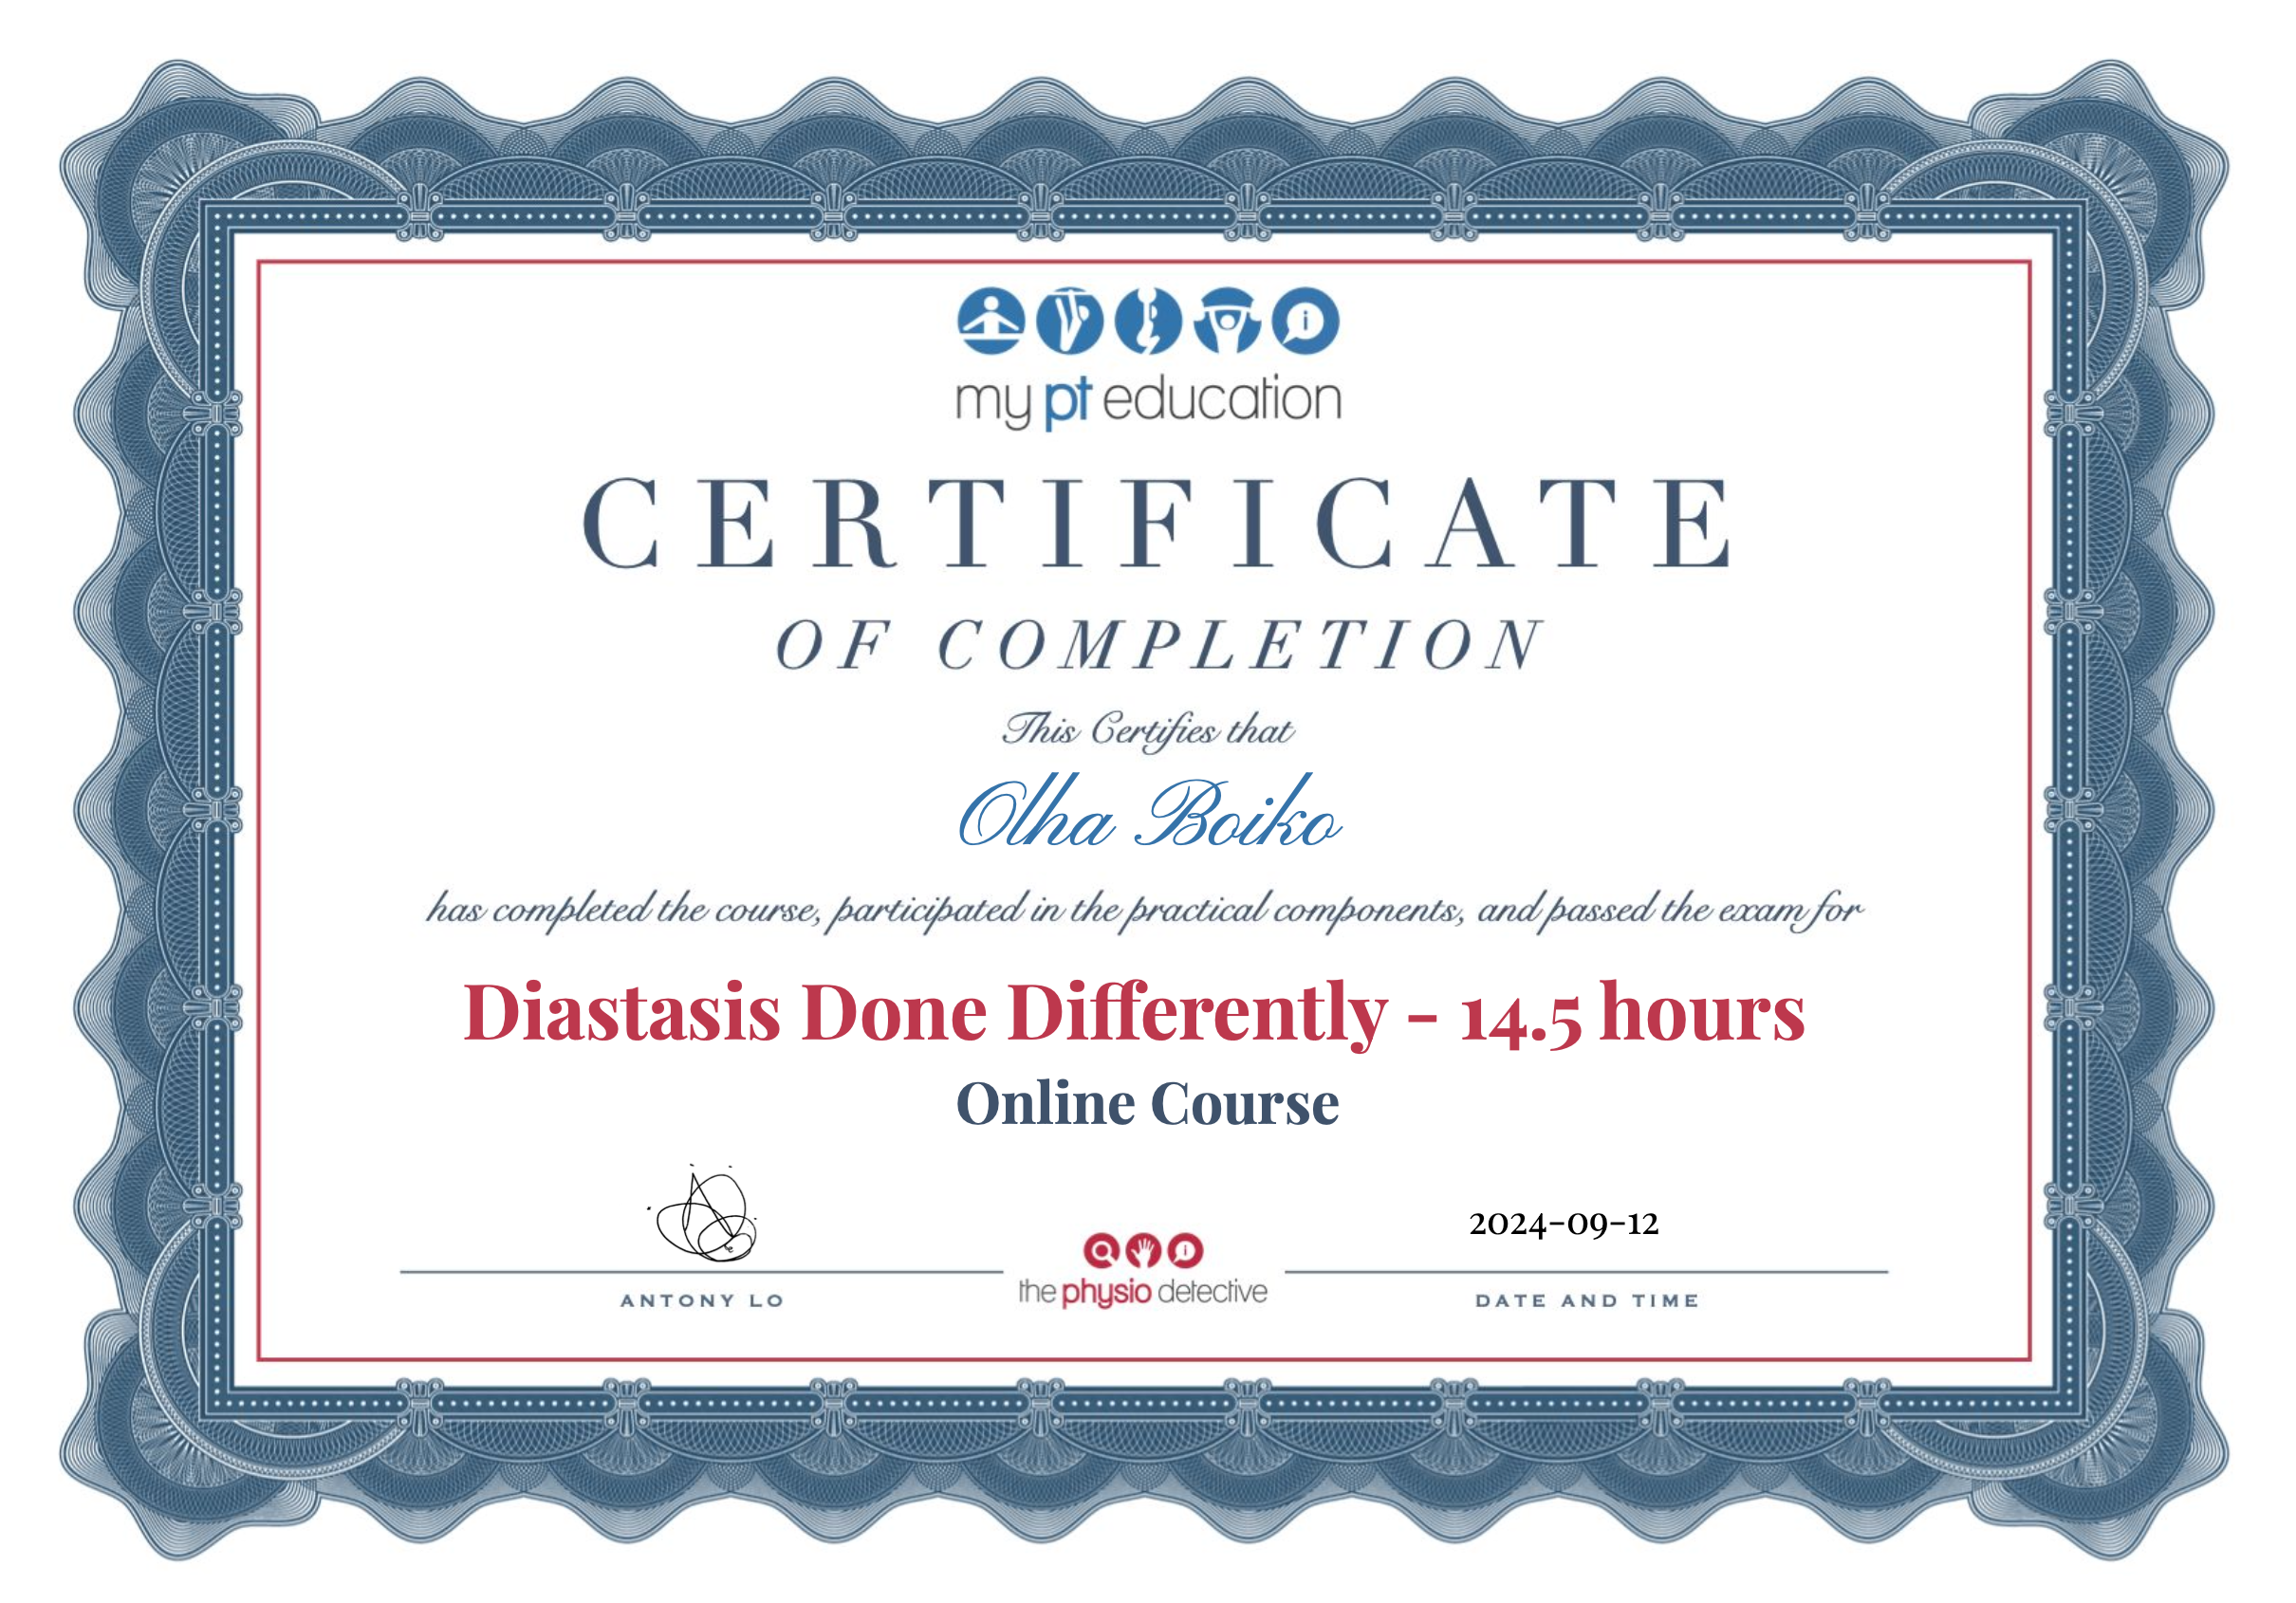 my pt education
CERTIFICATE
OF COMPLETION
This Certifies that
Olha Boiko
has completed the course, participated in the practical components, and passed the exam for
Diastasis Done Differently - 14.5 hours
Online Course
2024-09-12
ANTONY LO
the physio detective
DATE AND TIME